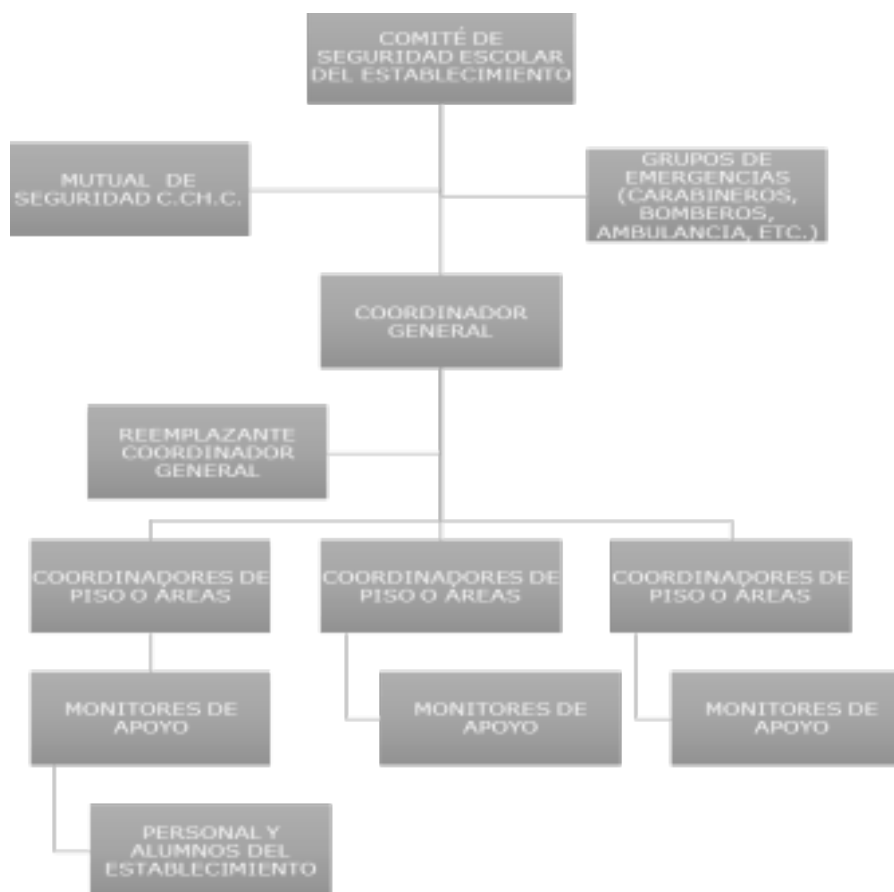 COMITÉ DE
SEGURIDAD ESCOLAR
DEL ESTABLECIMIENTO
MUTUAL DE
SEGURIDAD C.CH.C.
GRUPOS DE
EMERGENCIAS
(CARABINEROS,
BOMBEROS,
AMBULANCIA, ETC.)
COORDINADOR
GENERAL
REEMPLAZANTE
COORDINADOR
GENERAL
COORDINADORES DE
PISO O ÁREAS
COORDINADORES DE
PISO O ÁREAS
COORDINADORES DE
PISO O ÁREAS
MONITORES DE
APOYO
MONITORES DE
APOYO
MONITORES DE
APOYO
PERSONAL Y
ALUMNOS DEL
ESTABLECIMIENTO